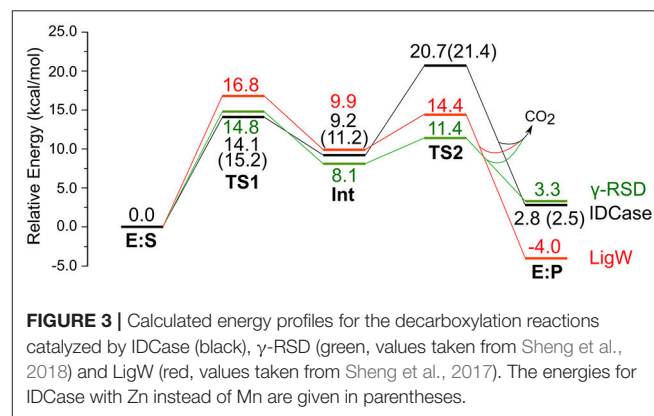 25.0
20.0
15.0
10.0
5.0
0.0
-5.0
Relative Energy (kcal/mol)
0.0
E:S
16.8
14.8
14.1
(15.2)
TS1
9.9
9.2
(11.2)
8.1
Int
20.7(21.4)
14.4
11.4
TS2
CO2
3.3
2.8 (2.5)
-4.0
E:P
γ-RSD
IDCase
LigW
FIGURE 3 | Calculated energy profiles for the decarboxylation reactions
catalyzed by IDCase (black), γ-RSD (green, values taken from Sheng et al.,
2018) and LigW (red, values taken from Sheng et al., 2017). The energies for
IDCase with Zn instead of Mn are given in parentheses.